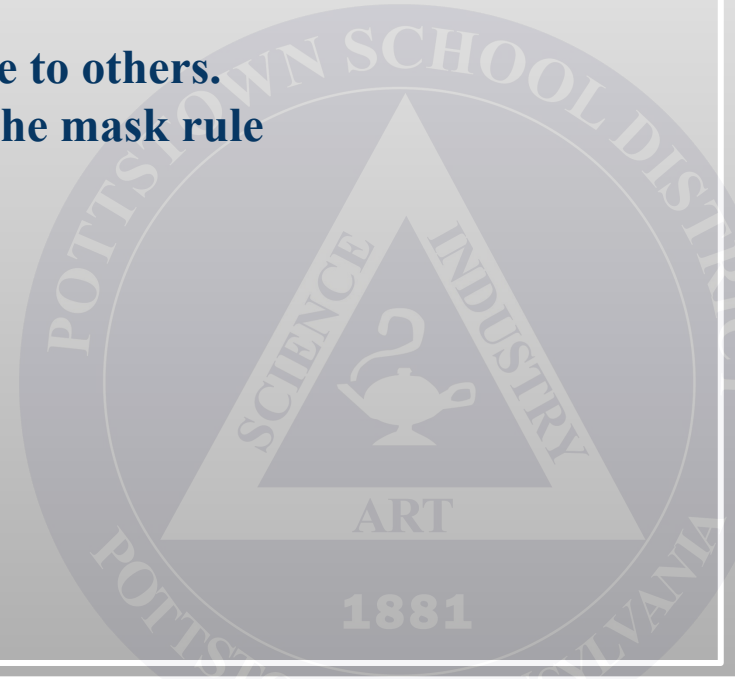 e to others.
he mask rule
POTTSTOWN SCHOOL DISTRICT
SCIENCE
INDUSTRY
ART
1881